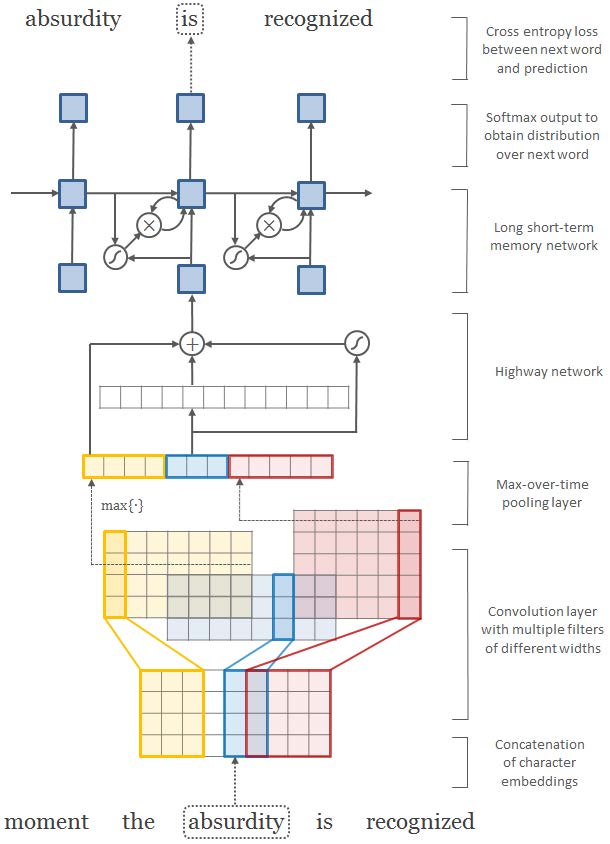 absurdity is recognized
Cross entropy loss
between next word
and prediction
Softmax output to
obtain distribution
over next word
Long short-term
memory network
Highway network
Max-over-time
pooling layer
max{·}
Convolution layer
with multiple filters
of different widths
Concatenation
of character
embeddings
moment the absurdity is recognized